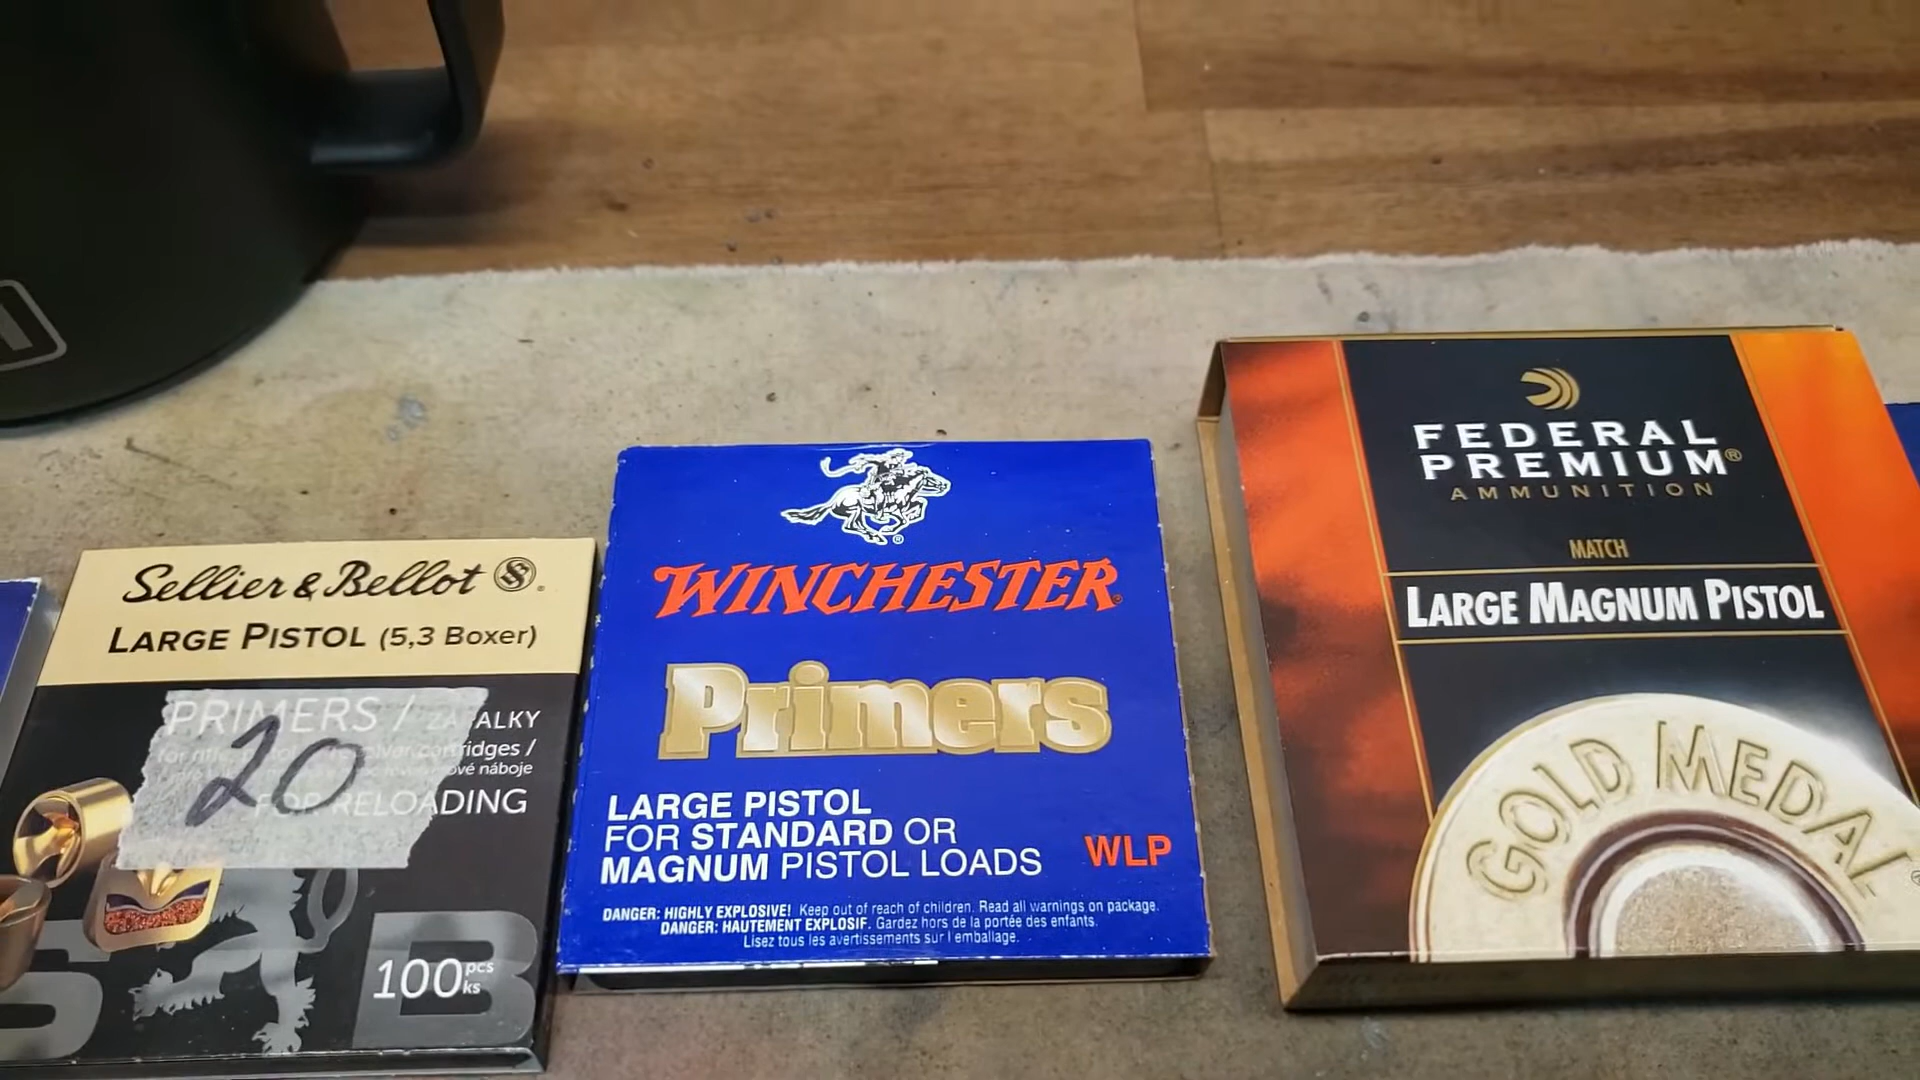 Sellier & Bellot
LARGE PISTOL (5,3 Boxer)
PRIMERS /
20
FOR RELOADING
100 pcs
ks
S B
WINCHESTER
Primers
LARGE PISTOL
FOR STANDARD OR
MAGNUM PISTOL LOADS
WLP
DANGER: HIGHLY EXPLOSIVE! Keep out of reach of children. Read all warnings on package.
DANGER: HAUTEMENT EXPLOSIF. Gardez hors de la portée des enfants.
Lisez tous les avertissements sur l'emballage.
FEDERAL
PREMIUM®
AMMUNITION
MATCH
LARGE MAGNUM PISTOL
GOLD MEDAL